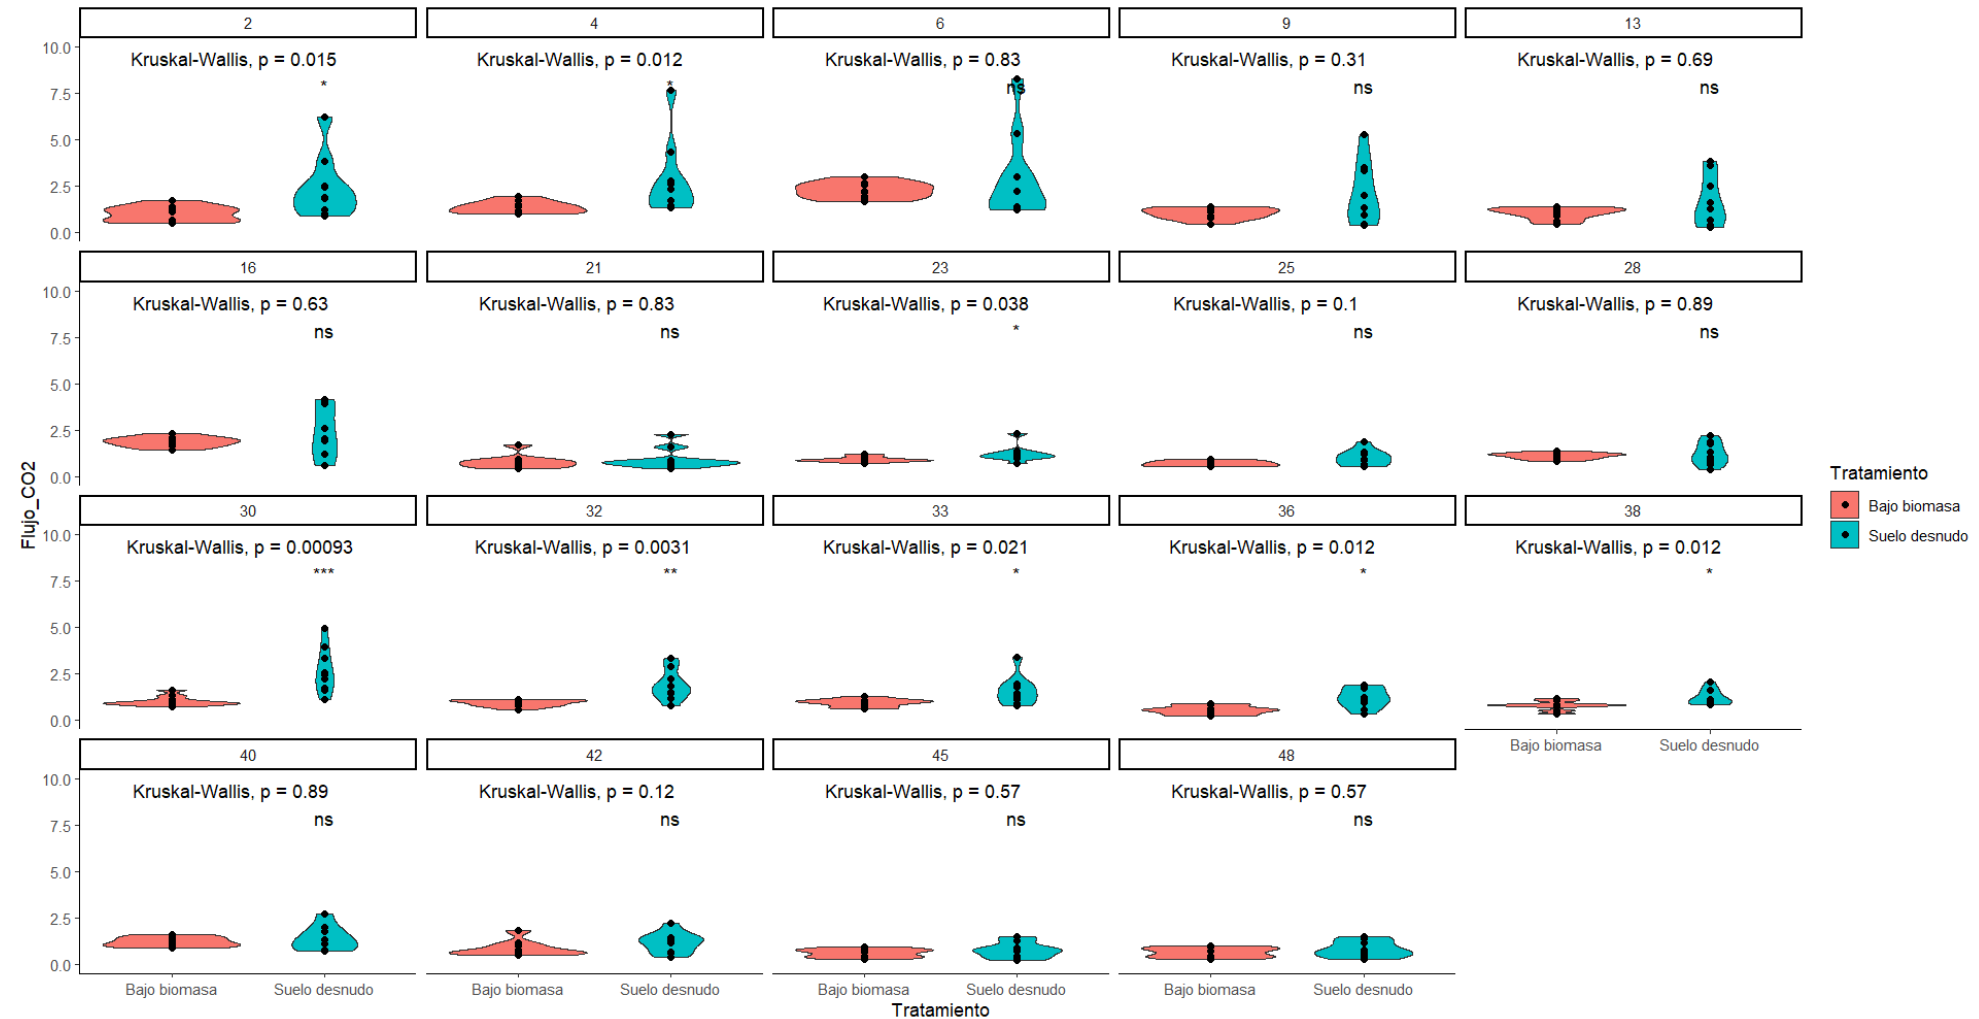 2 4 6 9 13
10.0 Kruskal-Wallis, p = 0.015 Kruskal-Wallis, p = 0.012 Kruskal-Wallis, p = 0.83 Kruskal-Wallis, p = 0.31 Kruskal-Wallis, p = 0.69
7.5 * * ns ns ns
5.0
2.5
0.0
16 21 23 25 28
10.0 Kruskal-Wallis, p = 0.63 Kruskal-Wallis, p = 0.83 Kruskal-Wallis, p = 0.038 Kruskal-Wallis, p = 0.1 Kruskal-Wallis, p = 0.89
7.5 ns ns * ns ns
5.0
2.5
0.0
Flujo_CO2
30 32 33 36 38
10.0 Kruskal-Wallis, p = 0.00093 Kruskal-Wallis, p = 0.0031 Kruskal-Wallis, p = 0.021 Kruskal-Wallis, p = 0.012 Kruskal-Wallis, p = 0.012
7.5 *** ** * * *
5.0
2.5
0.0
Bajo biomasa Suelo desnudo
40 42 45 48
10.0 Kruskal-Wallis, p = 0.89 Kruskal-Wallis, p = 0.12 Kruskal-Wallis, p = 0.57 Kruskal-Wallis, p = 0.57
7.5 ns ns ns ns
5.0
2.5
0.0
Bajo biomasa Suelo desnudo Bajo biomasa Suelo desnudo Bajo biomasa Suelo desnudo Bajo biomasa Suelo desnudo
Tratamiento
Tratamiento
Bajo biomasa
Suelo desnudo